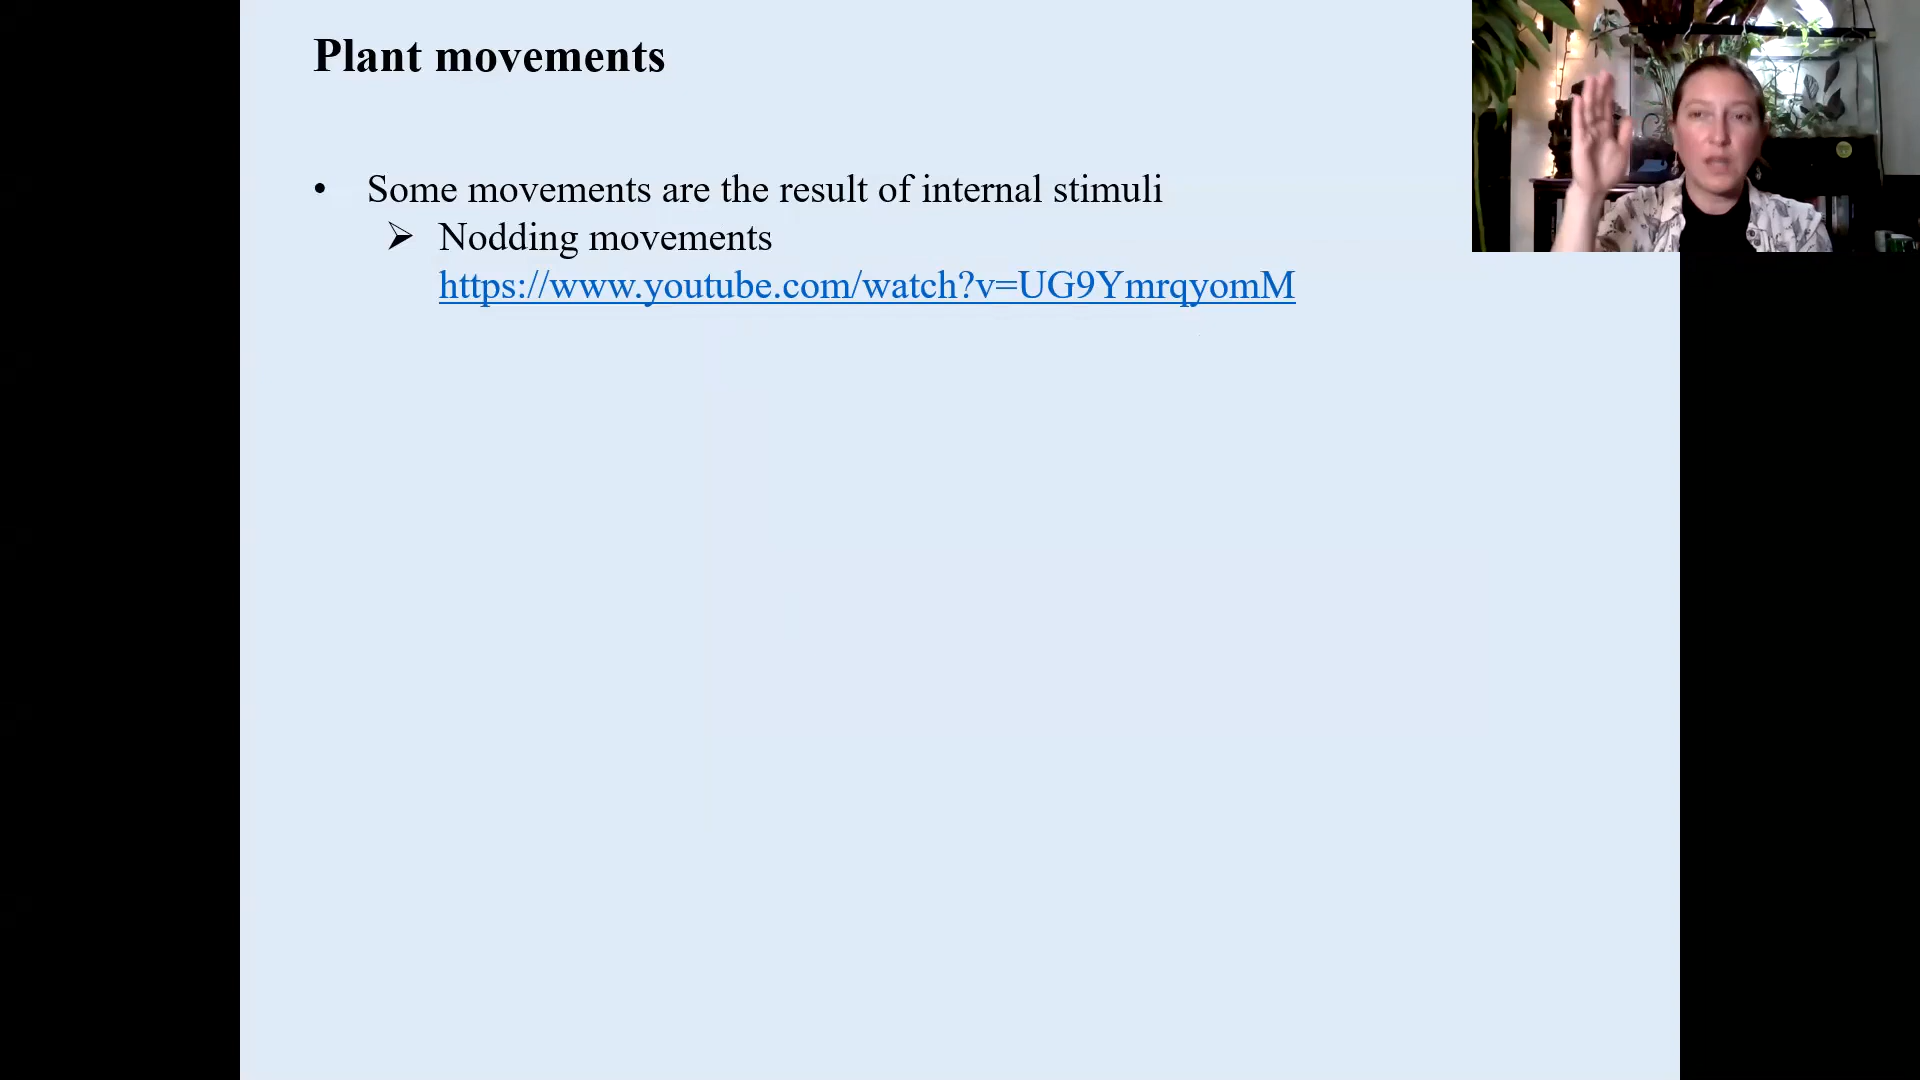 Plant movements
• Some movements are the result of internal stimuli
➢ Nodding movements
https://www.youtube.com/watch?v=UG9YmrqyomM